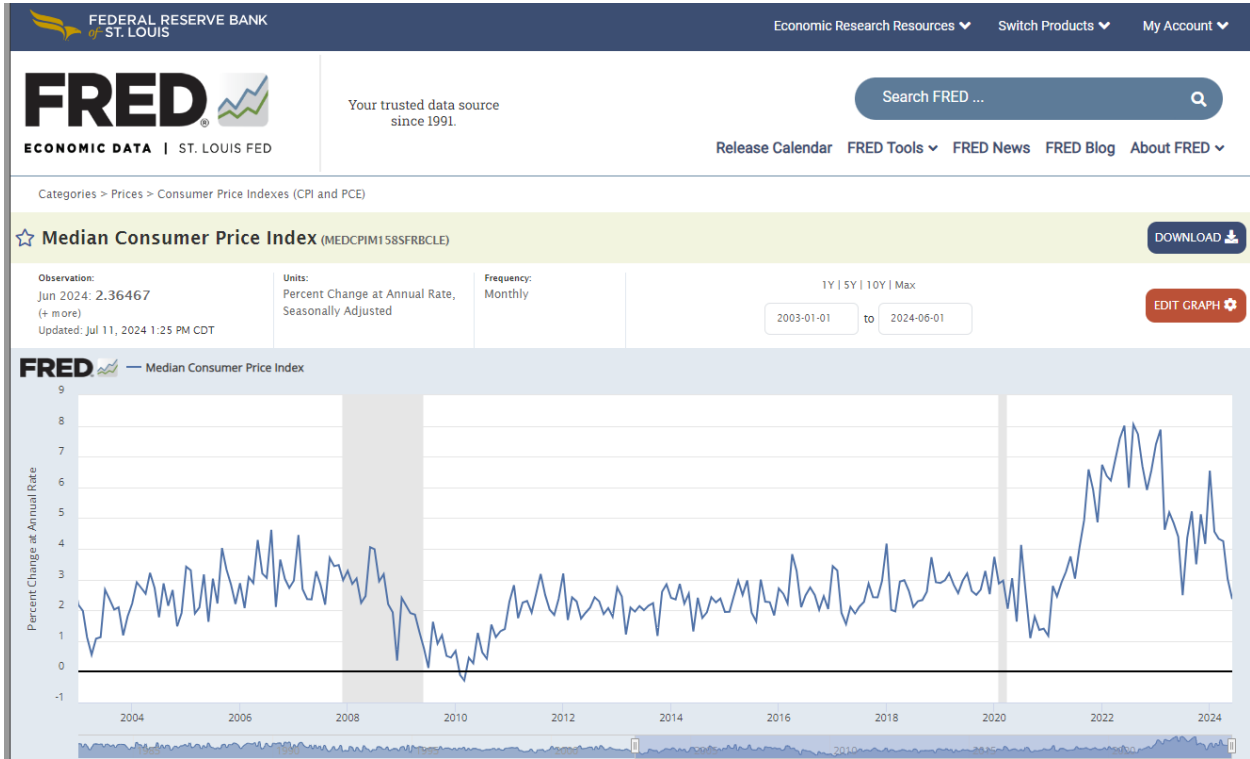 FEDERAL RESERVE BANK
of ST. LOUIS
Economic Research Resources
Switch Products
My Account
FRED®
ECONOMIC DATA | ST. LOUIS FED
Your trusted data source
since 1991.
Search FRED ...
Release Calendar
FRED Tools
FRED News
FRED Blog
About FRED
Categories > Prices > Consumer Price Indexes (CPI and PCE)
Median Consumer Price Index (MEDCPIM158SFRBCLE)
DOWNLOAD
Observation:
Jun 2024: 2.36467
(+ more)
Updated: Jul 11, 2024 1:25 PM CDT
Units:
Percent Change at Annual Rate,
Seasonally Adjusted
Frequency:
Monthly
1Y | 5Y | 10Y | Max
2003-01-01 to 2024-06-01
EDIT GRAPH
FRED Median Consumer Price Index
Percent Change at Annual Rate
9
8
7
6
5
4
3
2
1
0
-1
2004 2006 2008 2010 2012 2014 2016 2018 2020 2022 2024
2010